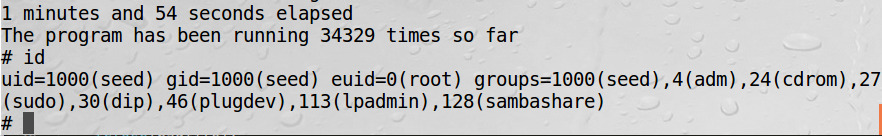 1 minutes and 54 seconds elapsed
The program has been running 34329 times so far
# id
uid=1000(seed) gid=1000(seed) euid=0(root) groups=1000(seed),4(adm),24(cdrom),27
(sudo),30(dip),46(plugdev),113(lpadmin),128(sambashare)
#